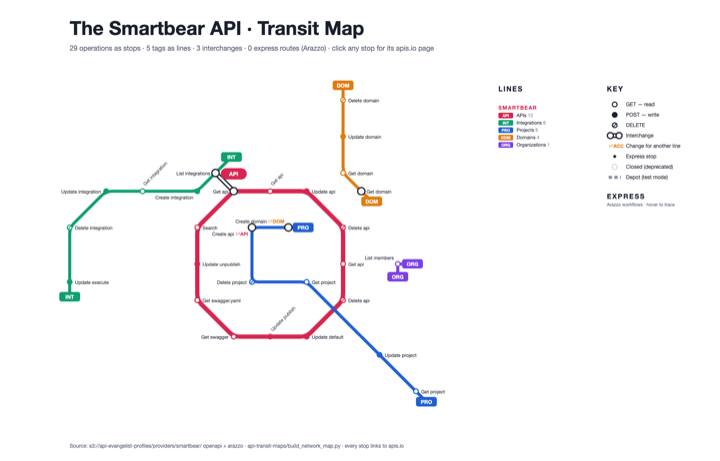 The Smartbear API · Transit Map
29 operations as stops · 5 tags as lines · 3 interchanges · 0 express routes (Arazzo) · click any stop for its apis.io page
DOM
Delete domain
Update domain
Get domain
Get domain
DOM
INT
List integrations
API
Get integration
Get api
Get api
Update integration
Create integration
Update api
Delete integration
Search
Create domain ⇄DOM
Create api ⇄API
PRO
Delete api
List members
ORG
ORG
Update unpublish
Get api
Update execute
INT
Delete project
Get project
Get swagger.yaml
Delete api
Update publish
Get swagger
Update default
Update project
Get project
PRO
LINES
SMARTBEAR
API APIs 12
INT Integrations 6
PRO Projects 6
DOM Domains 4
ORG Organizations 1
KEY
GET — read
POST — write
DELETE
Interchange
⇄ACC Change for another line
Express stop
Closed (deprecated)
Depot (test mode)
EXPRESS
Arazzo workflows · hover to trace
Source: s3://api-evangelist-profiles/providers/smartbear/ openapi + arazzo · api-transit-maps/build_network_map.py · every stop links to apis.io